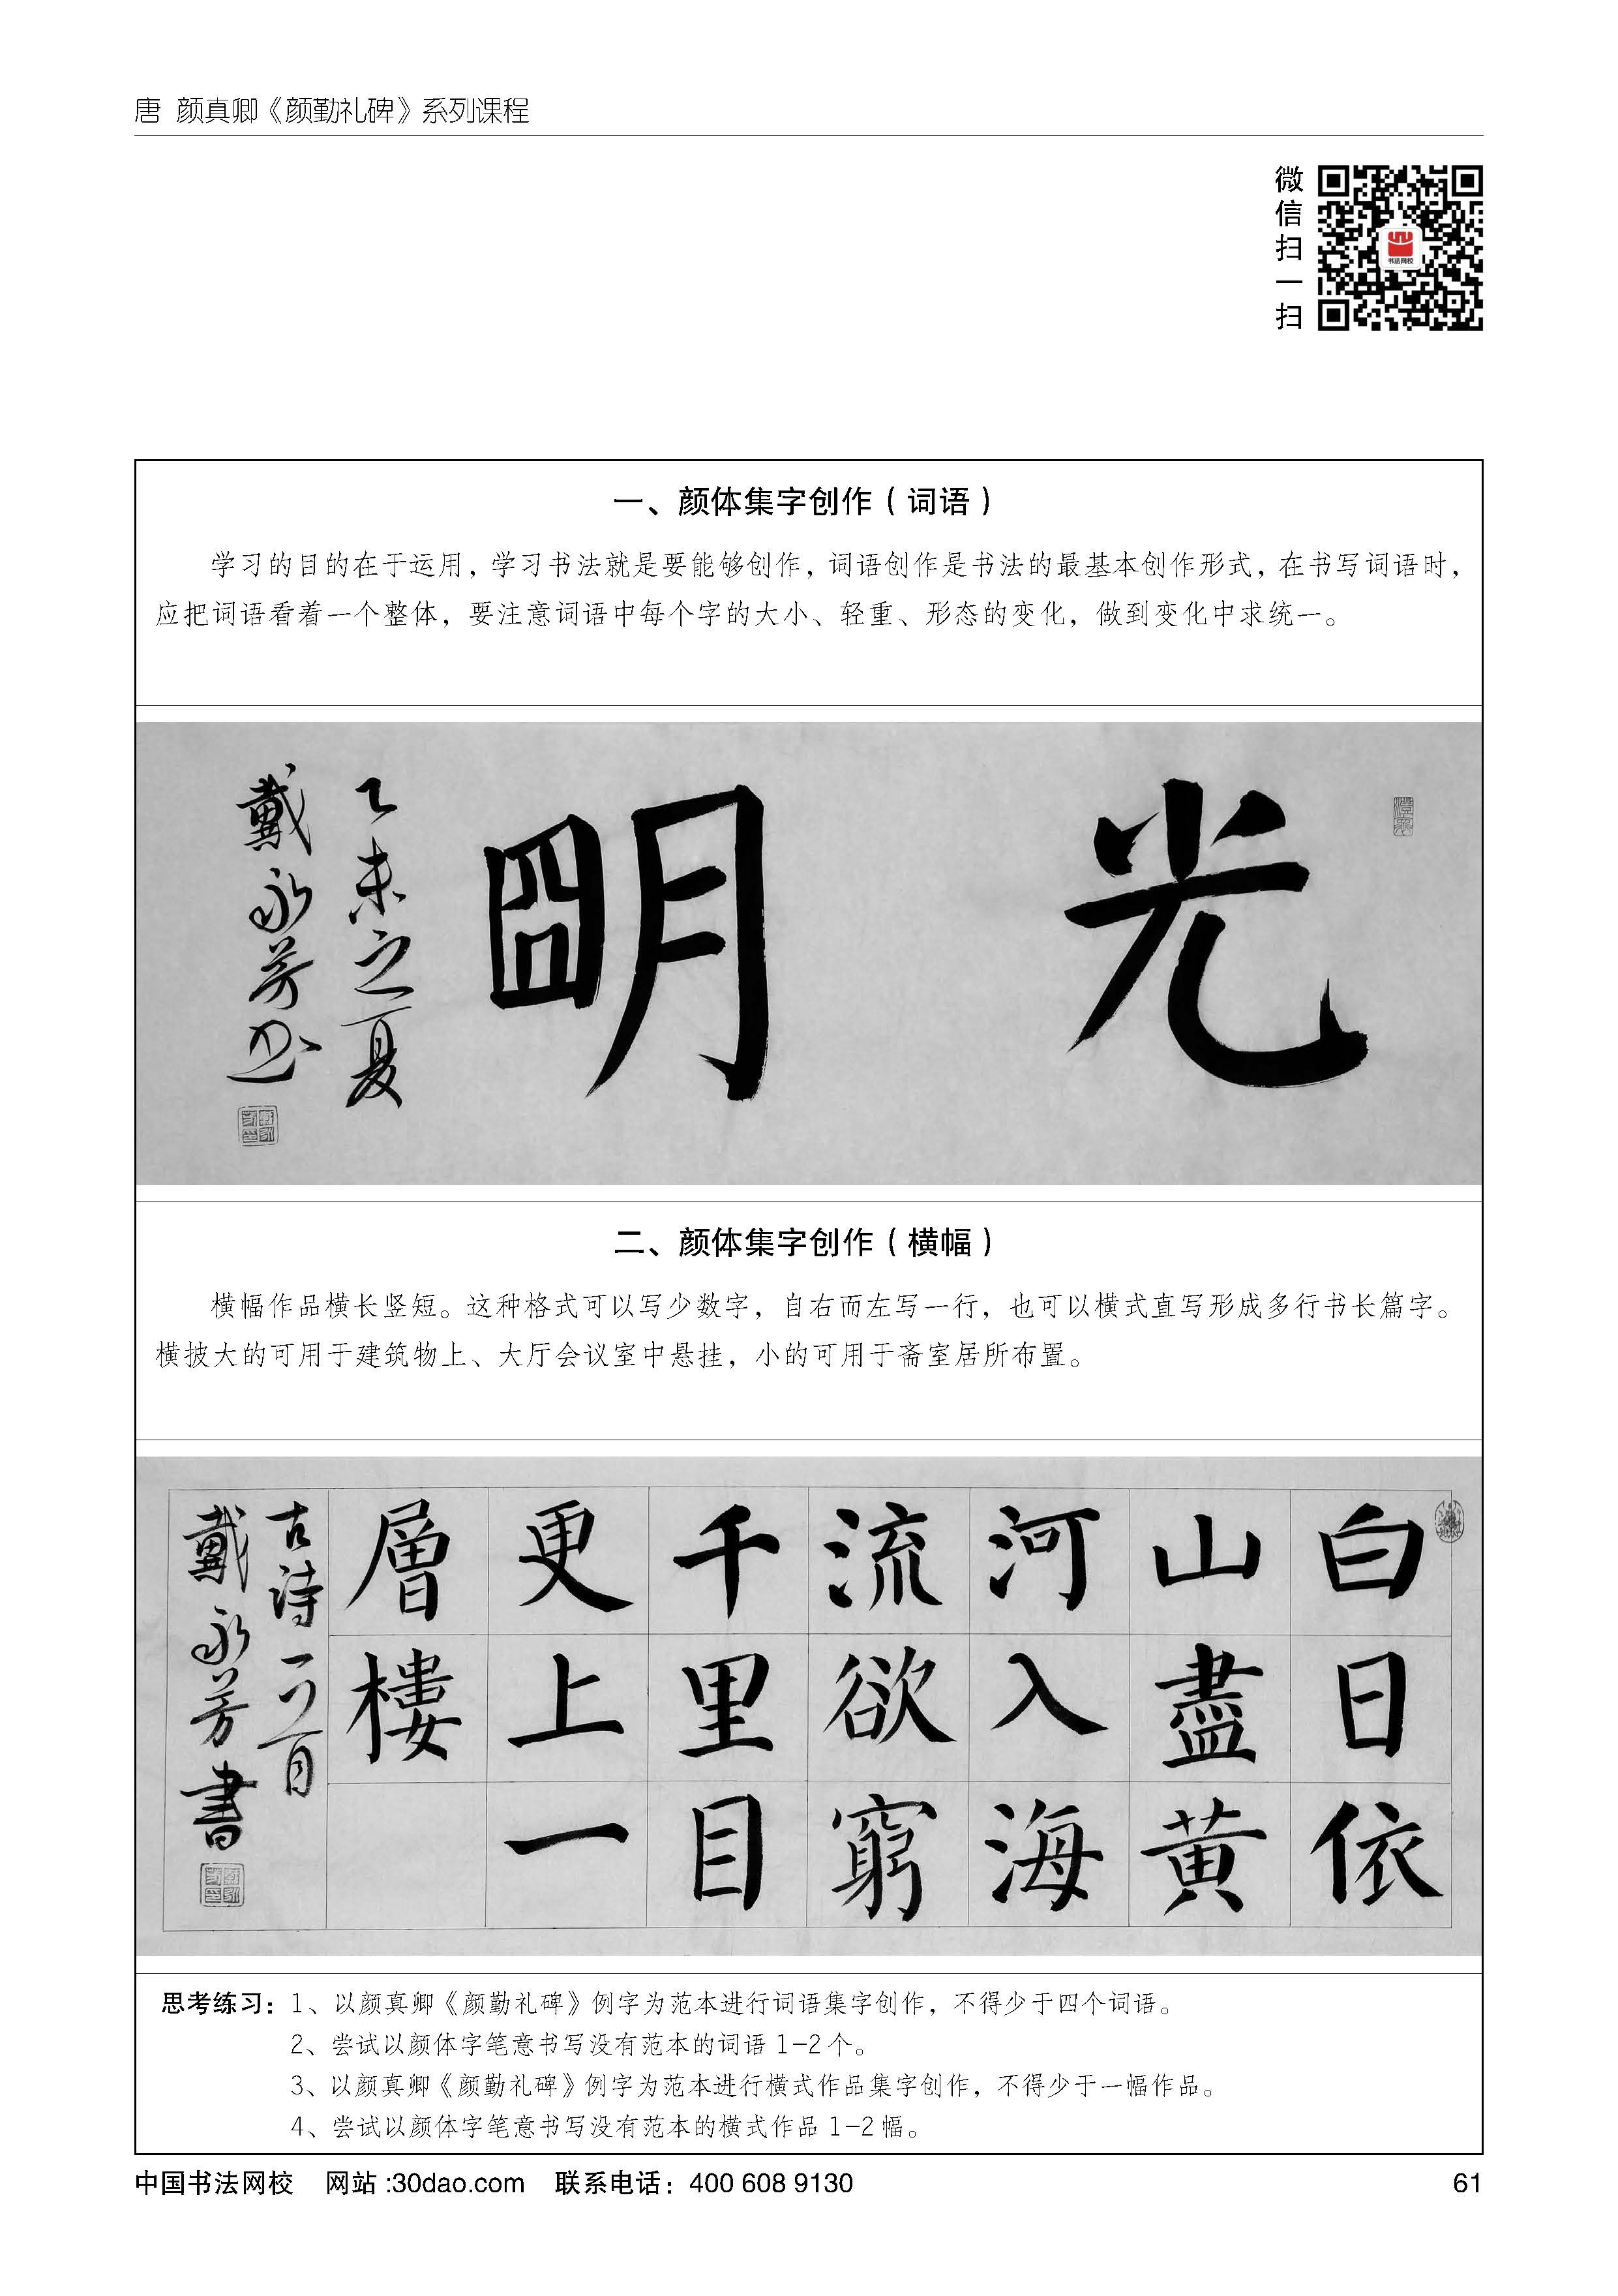 唐 颜真卿《颜勤礼碑》系列课程
微信扫一扫
书法网校
一、颜体集字创作（词语）
学习的目的在于运用，学习书法就是要能够创作，词语创作是书法的最基本创作形式，在书写词语时，
应把词语看着一个整体，要注意词语中每个字的大小、轻重、形态的变化，做到变化中求统一。
光明
乙未之夏
戴永芳书
二、颜体集字创作（横幅）
横幅作品横长竖短。这种格式可以写少数字，自右而左写一行，也可以横式直写形成多行书长篇字。
横披大的可用于建筑物上、大厅会议室中悬挂，小的可用于斋室居所布置。
白日依
山盡黄
河入海
流欲窮
千里目
更上一
層樓
古诗一首
戴永芳書
思考练习：1、以颜真卿《颜勤礼碑》例字为范本进行词语集字创作，不得少于四个词语。
2、尝试以颜体字笔意书写没有范本的词语 1-2 个。
3、以颜真卿《颜勤礼碑》例字为范本进行横式作品集字创作，不得少于一幅作品。
4、尝试以颜体字笔意书写没有范本的横式作品 1-2 幅。
中国书法网校 网站 :30dao.com 联系电话：400 608 9130 61